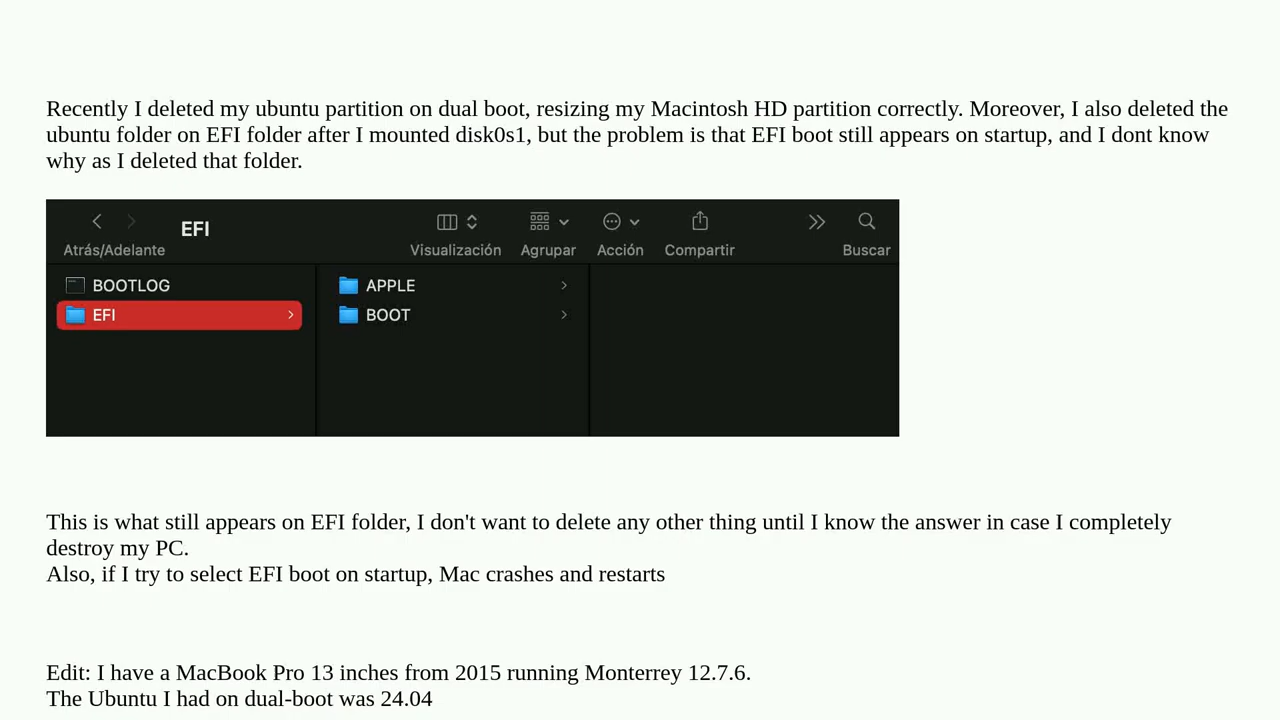 Recently I deleted my ubuntu partition on dual boot, resizing my Macintosh HD partition correctly. Moreover, I also deleted the
ubuntu folder on EFI folder after I mounted disk0s1, but the problem is that EFI boot still appears on startup, and I dont know
why as I deleted that folder.
EFI
Atrás/Adelante Visualización Agrupar Acción Compartir Buscar
BOOTLOG APPLE
EFI BOOT
This is what still appears on EFI folder, I don't want to delete any other thing until I know the answer in case I completely
destroy my PC.
Also, if I try to select EFI boot on startup, Mac crashes and restarts
Edit: I have a MacBook Pro 13 inches from 2015 running Monterrey 12.7.6.
The Ubuntu I had on dual-boot was 24.04